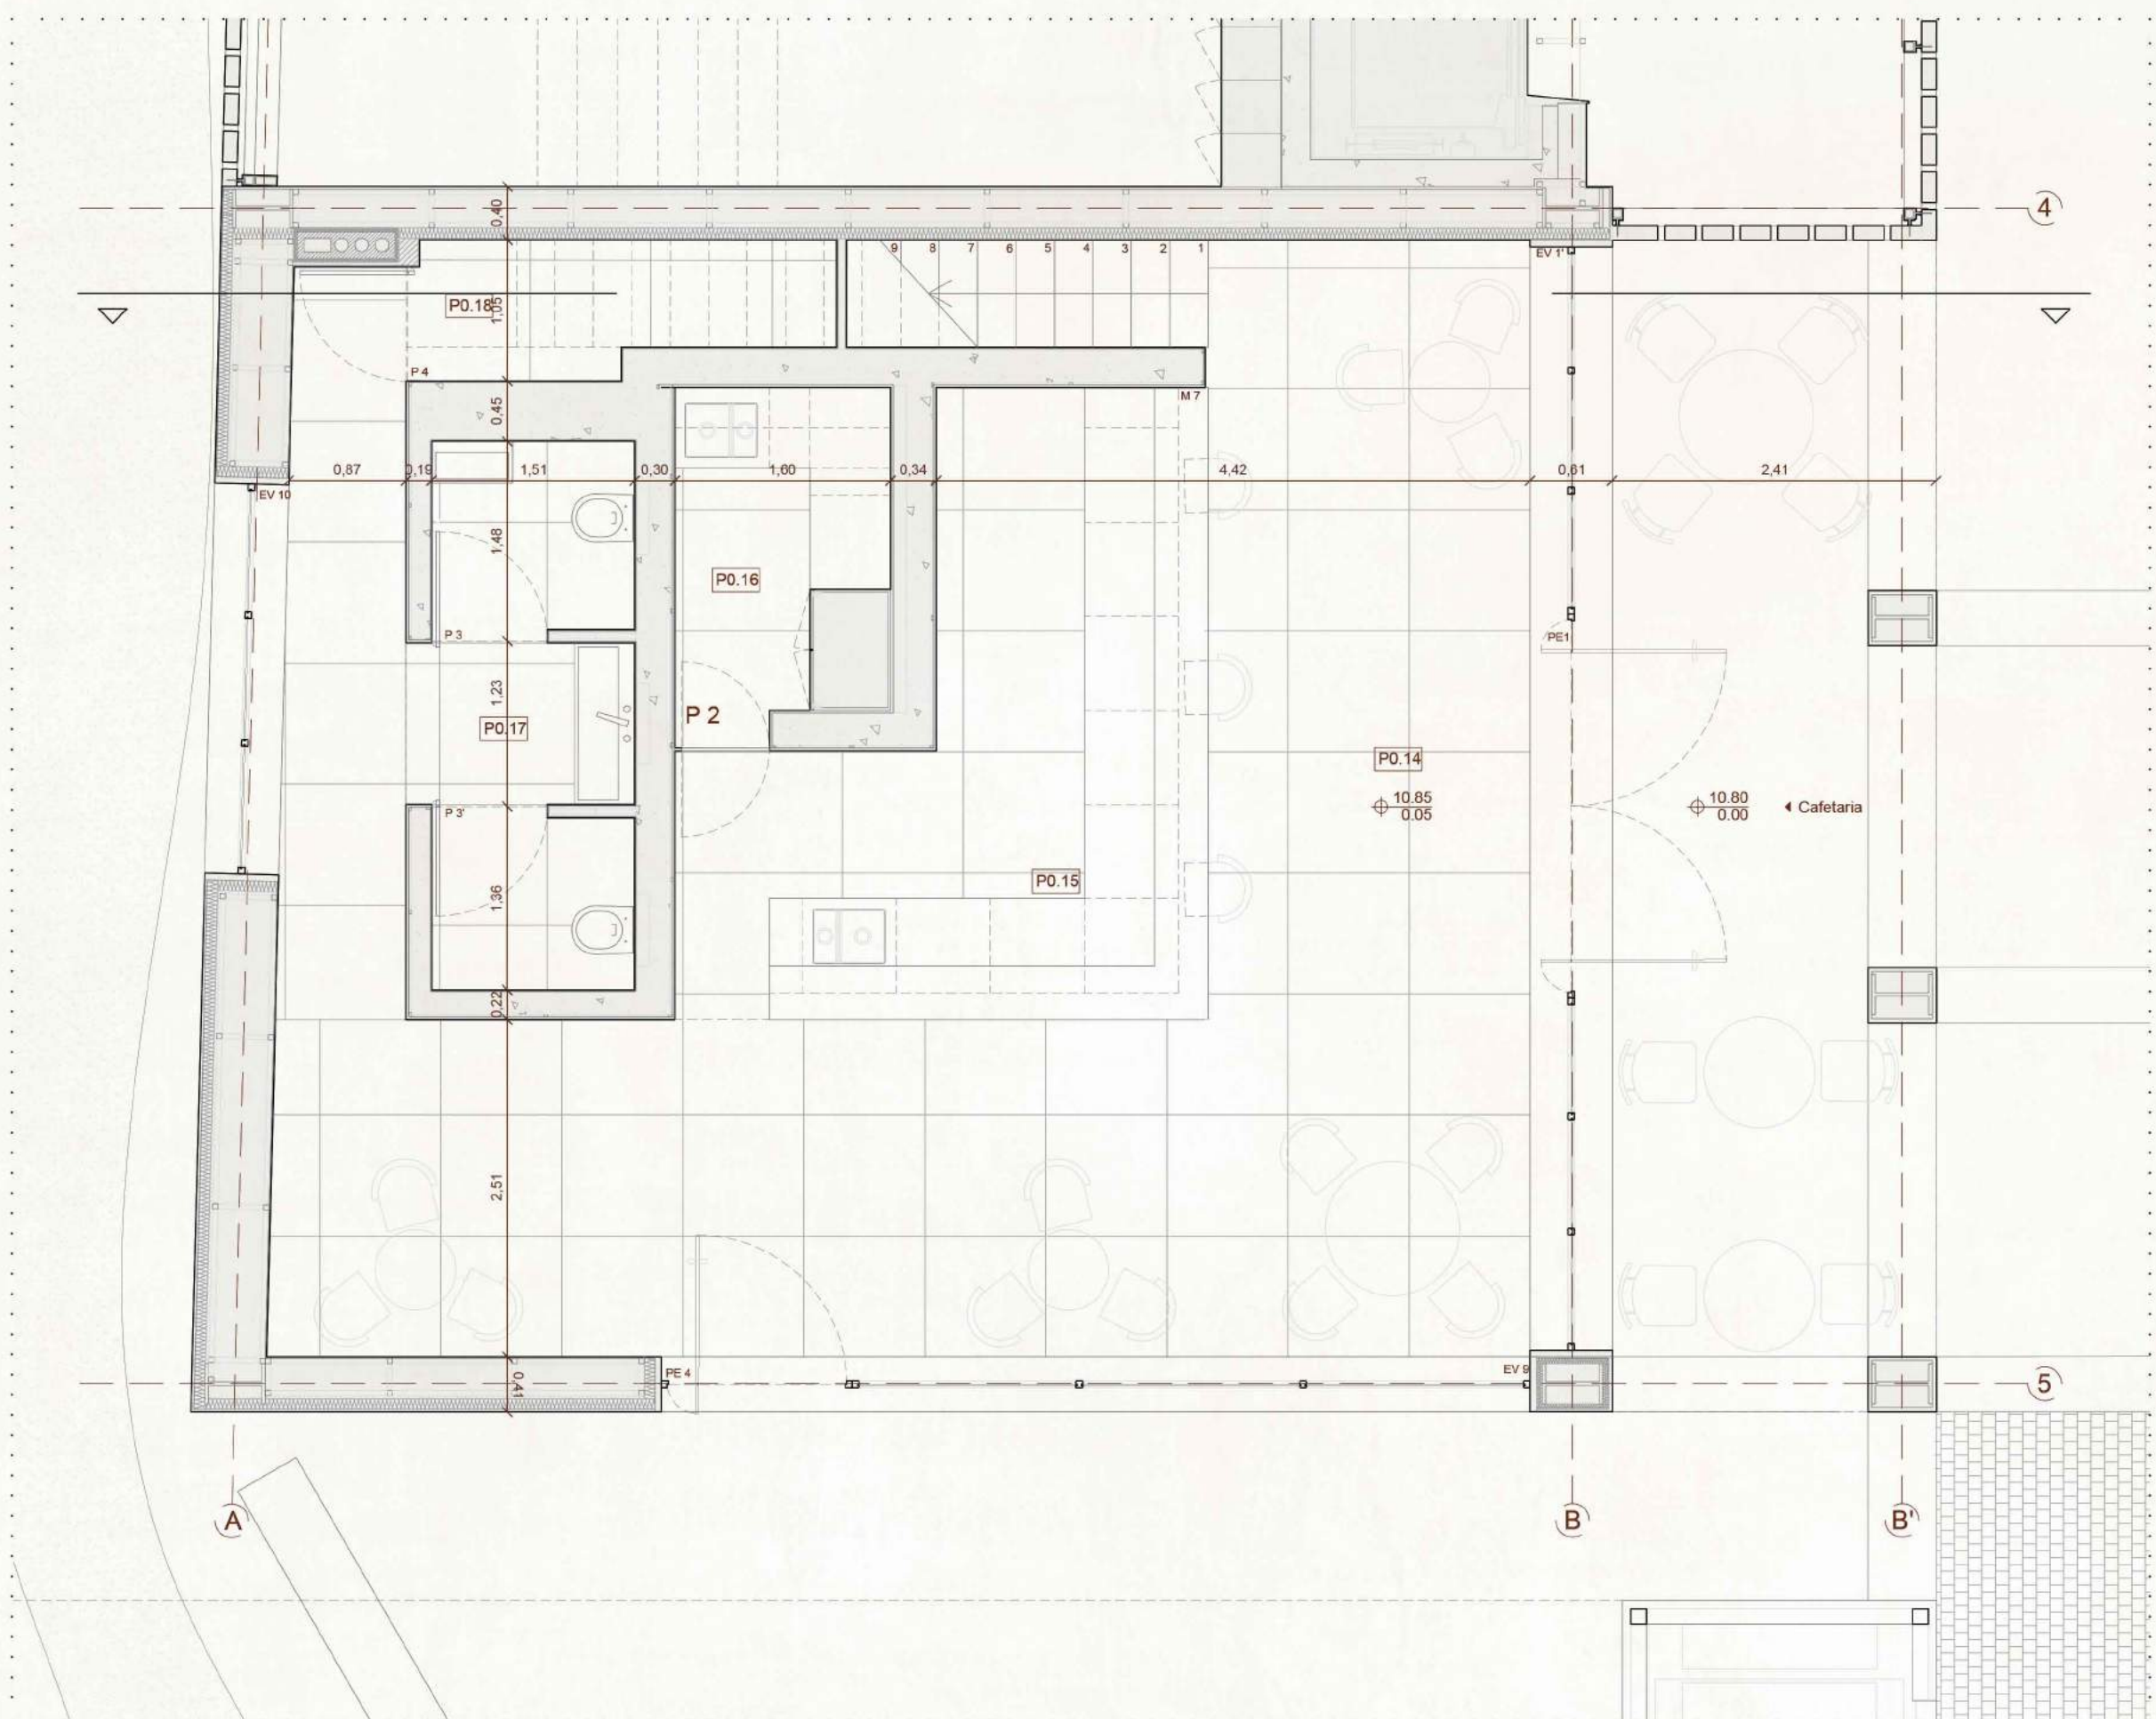 0,40
4
9 8 7 6 5 4 3 2 1
EV 1'
P0.18
1,05
P 4
M 7
0,45
0,87 0,19 1,51 0,30 1,60 0,34 4,42 0,61 2,41
EV 10
1,48
P0.16
P 3
PE1
1,23
P 2
P0.17
P0.14
10.85
0.05
10.80
0.00
Cafetaria
P 3'
P0.15
1,36
0,22
2,51
PE 4
EV 9
0,41
5
A
B
B'